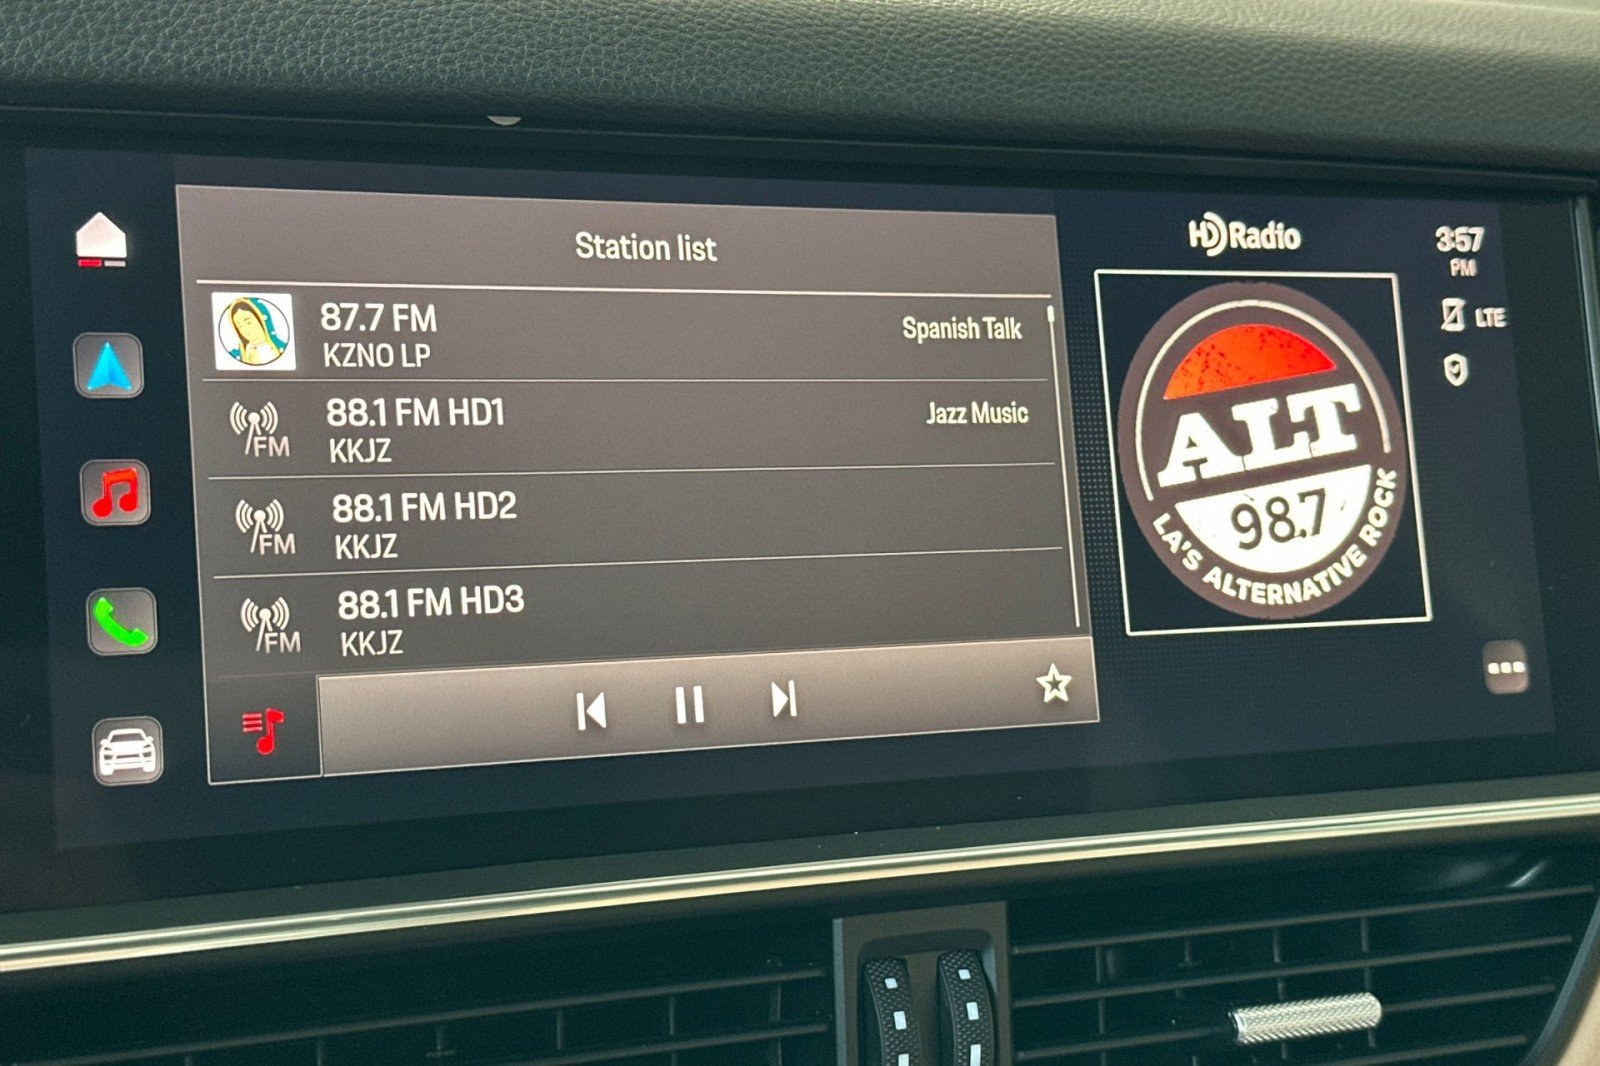 Station list
87.7 FM
KZNO LP
Spanish Talk
FM
88.1 FM HD1
KKJZ
Jazz Music
FM
88.1 FM HD2
KKJZ
FM
88.1 FM HD3
KKJZ
HD Radio
ALT
98.7
LA'S ALTERNATIVE ROCK
3:57
PM
LTE